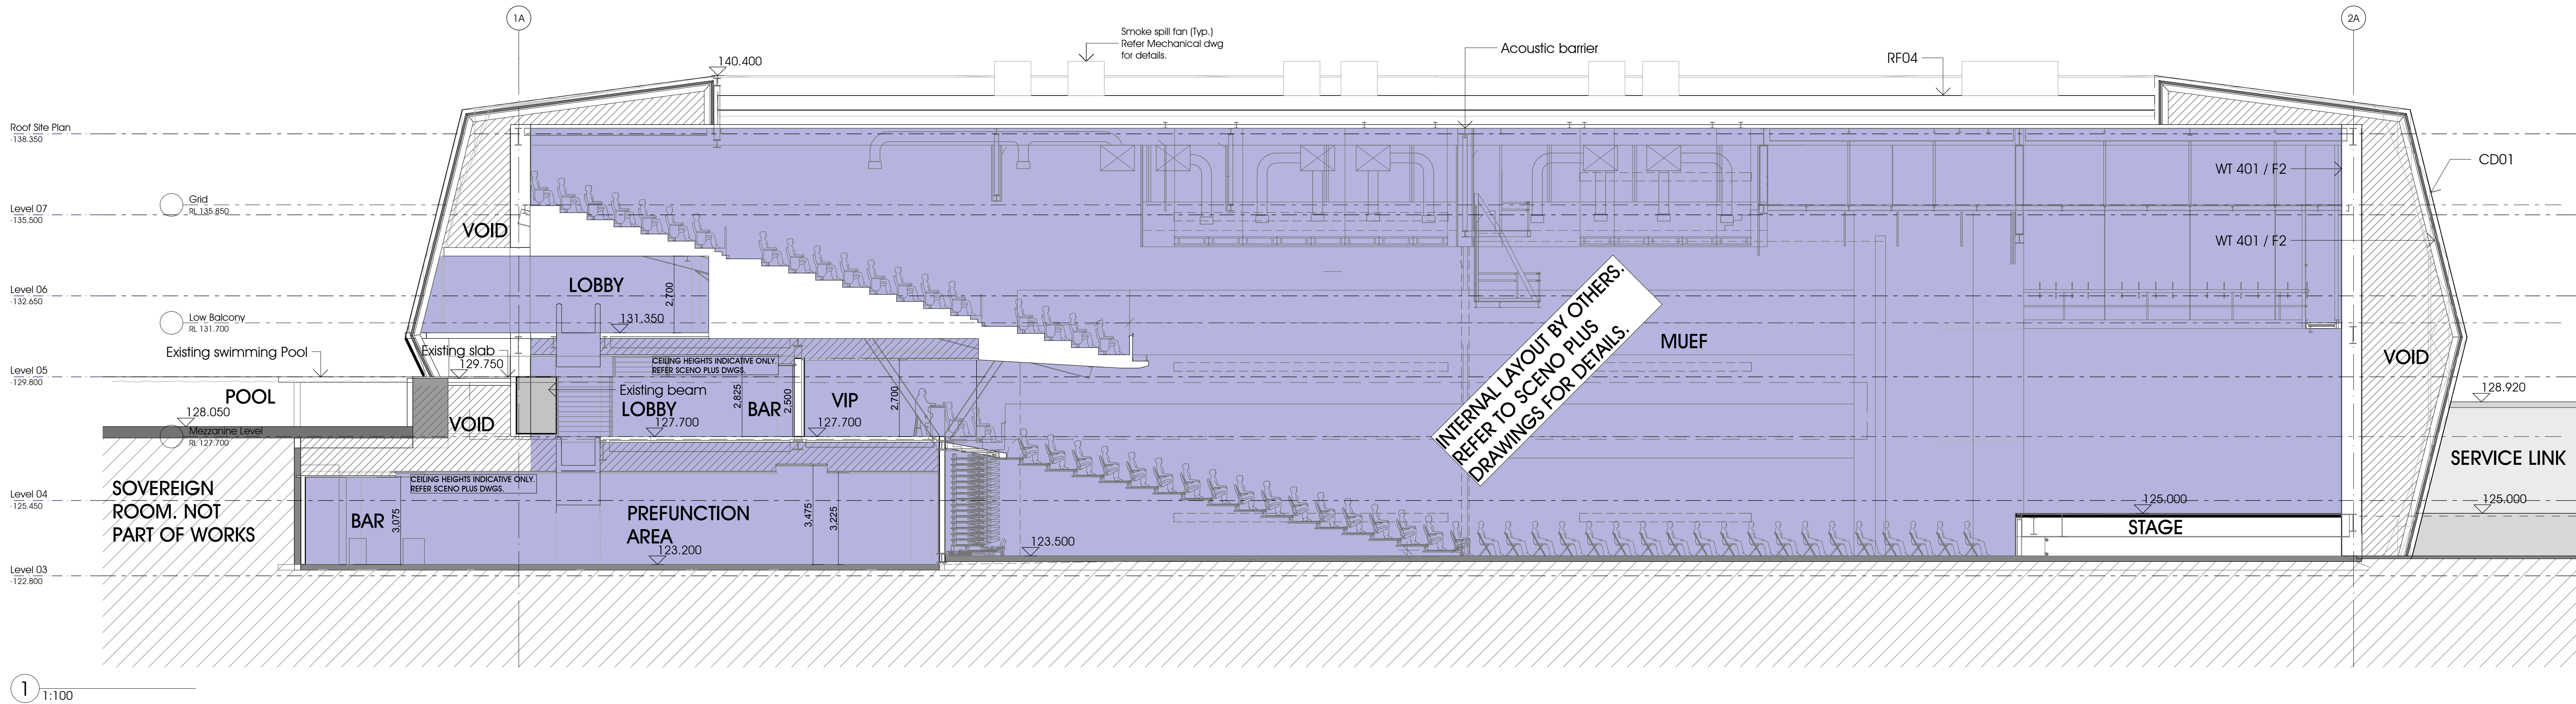 1A
2A
Smoke spill fan (Typ.)
Refer Mechanical dwg
for details.
Acoustic barrier
RF04
140.400
Roof Site Plan
-138.350
CD01
WT 401 / F2
Grid
RL 135.850
Level 07
-135.500
VOID
WT 401 / F2
LOBBY
2,700
Level 06
-132.650
Low Balcony
RL 131.700
131.350
INTERNAL LAYOUT BY OTHERS.
REFER TO SCENO PLUS
DRAWINGS FOR DETAILS.
MUEF
VOID
Existing swimming Pool
Existing slab
129.750
CEILING HEIGHTS INDICATIVE ONLY.
REFER SCENO PLUS DWGS.
Level 05
-129.800
Existing beam
POOL
128.050
VOID
LOBBY
127.700
2,825
BAR
2,500
VIP
127.700
2,700
128.920
Mezzanine Level
RL 127.700
SERVICE LINK
CEILING HEIGHTS INDICATIVE ONLY.
REFER SCENO PLUS DWGS.
SOVEREIGN
ROOM. NOT
PART OF WORKS
Level 04
-125.450
BAR
3,075
PREFUNCTION
AREA
123.200
3,475
3,225
123.500
125.000
STAGE
125.000
Level 03
-122.800
1
1:100